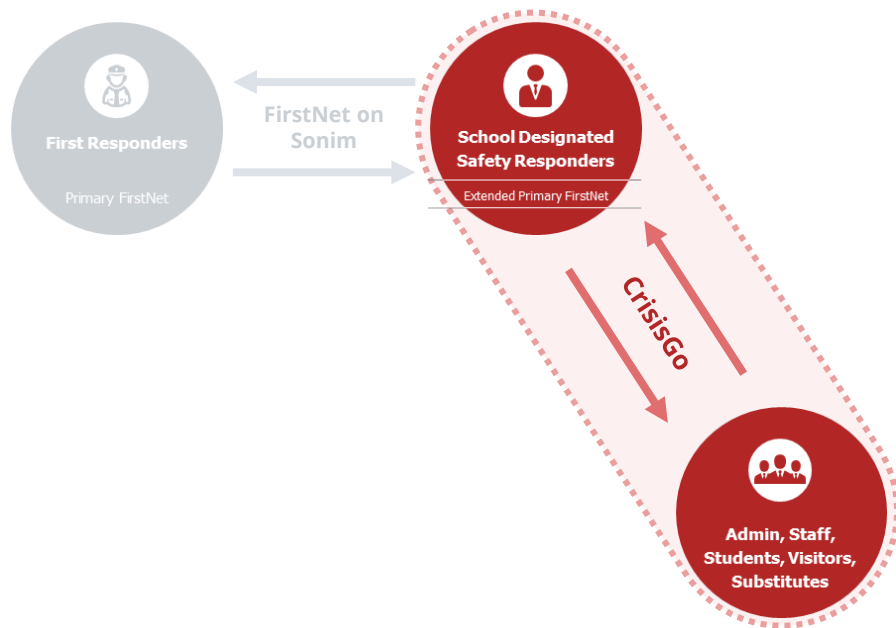 First Responders
Primary FirstNet
FirstNet on
Sonim
School Designated
Safety Responders
Extended Primary FirstNet
CrisisGo
Admin, Staff,
Students, Visitors,
Substitutes